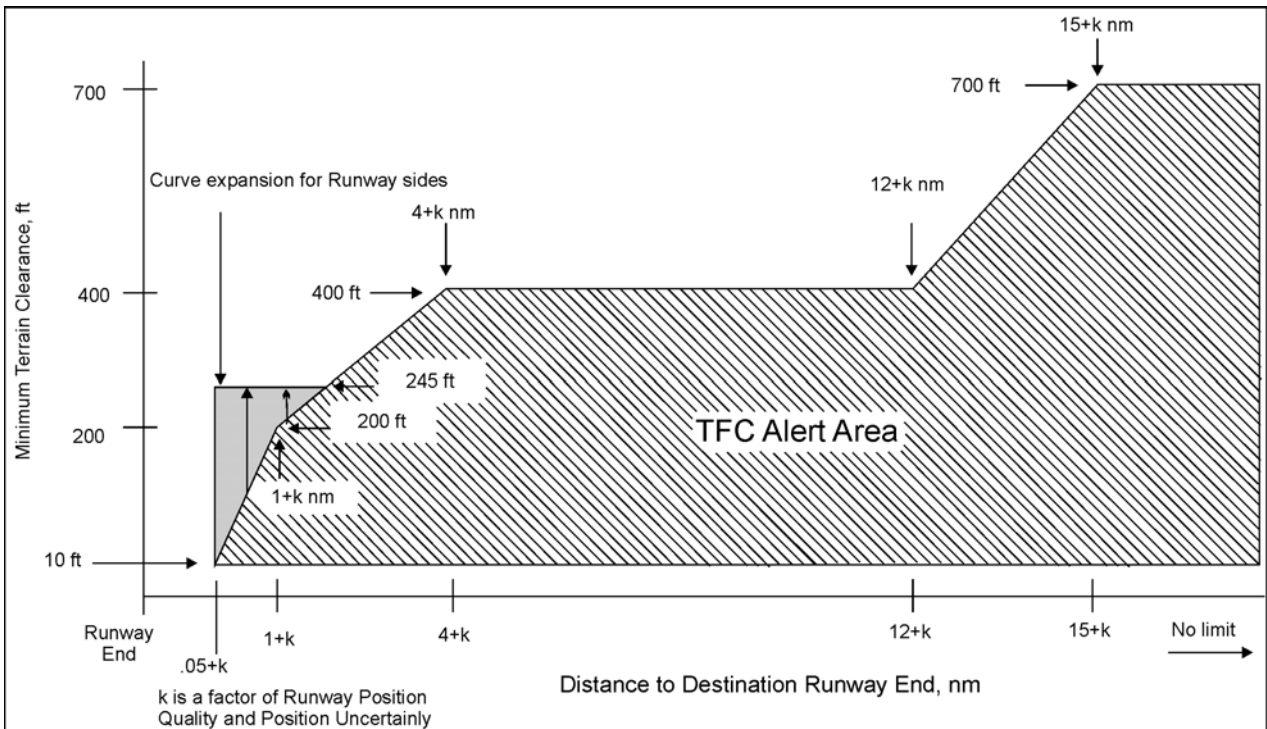 15+k nm
700
700 ft
Curve expansion for Runway sides
12+k nm
4+k nm
Minimum Terrain Clearance, ft
400 ft
400
245 ft
200 ft
200
TFC Alert Area
1+k nm
10 ft
Runway
End
.05+k
1+k
4+k
12+k
15+k
No limit
k is a factor of Runway Position
Quality and Position Uncertainly
Distance to Destination Runway End, nm